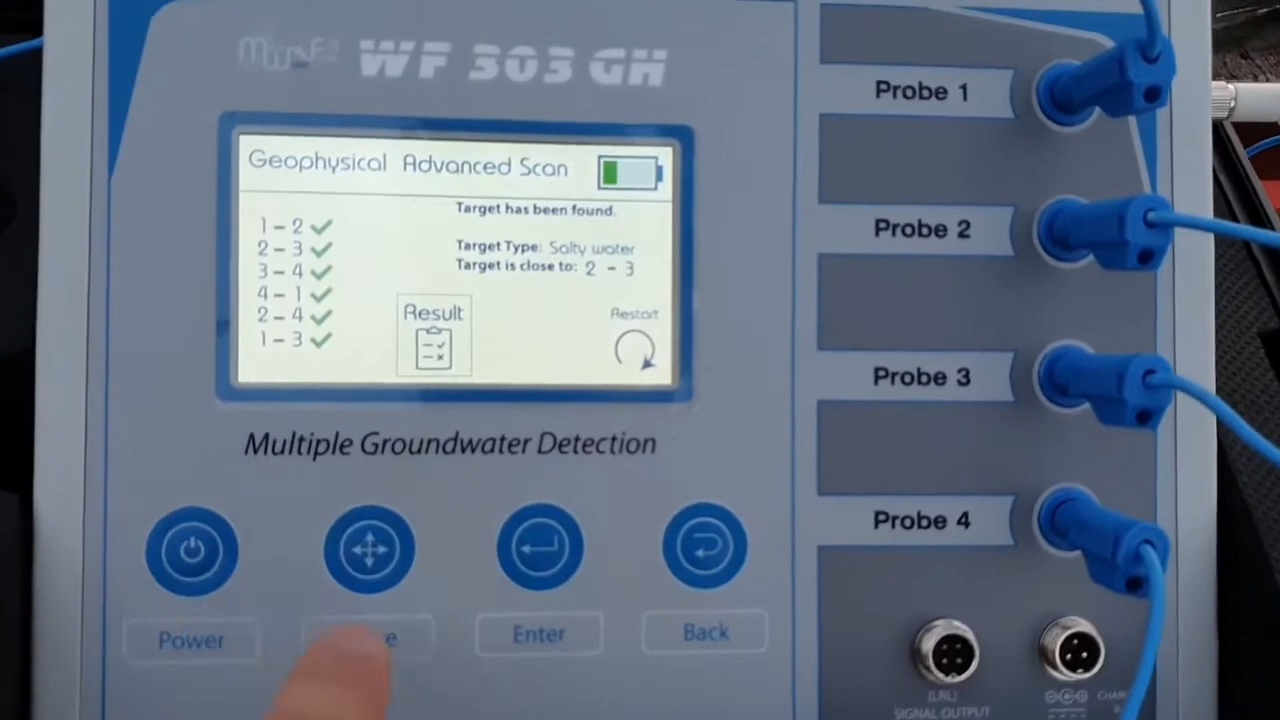 WF 303 GH
Geophysical Advanced Scan
1 - 2
2 - 3
3 - 4
4 - 1
2 - 4
1 - 3
Target has been found.
Target Type: Salty water
Target is close to: 2 - 3
Result
Restart
Multiple Groundwater Detection
Power
Enter
Back
Probe 1
Probe 2
Probe 3
Probe 4
(LRL)
SIGNAL OUTPUT